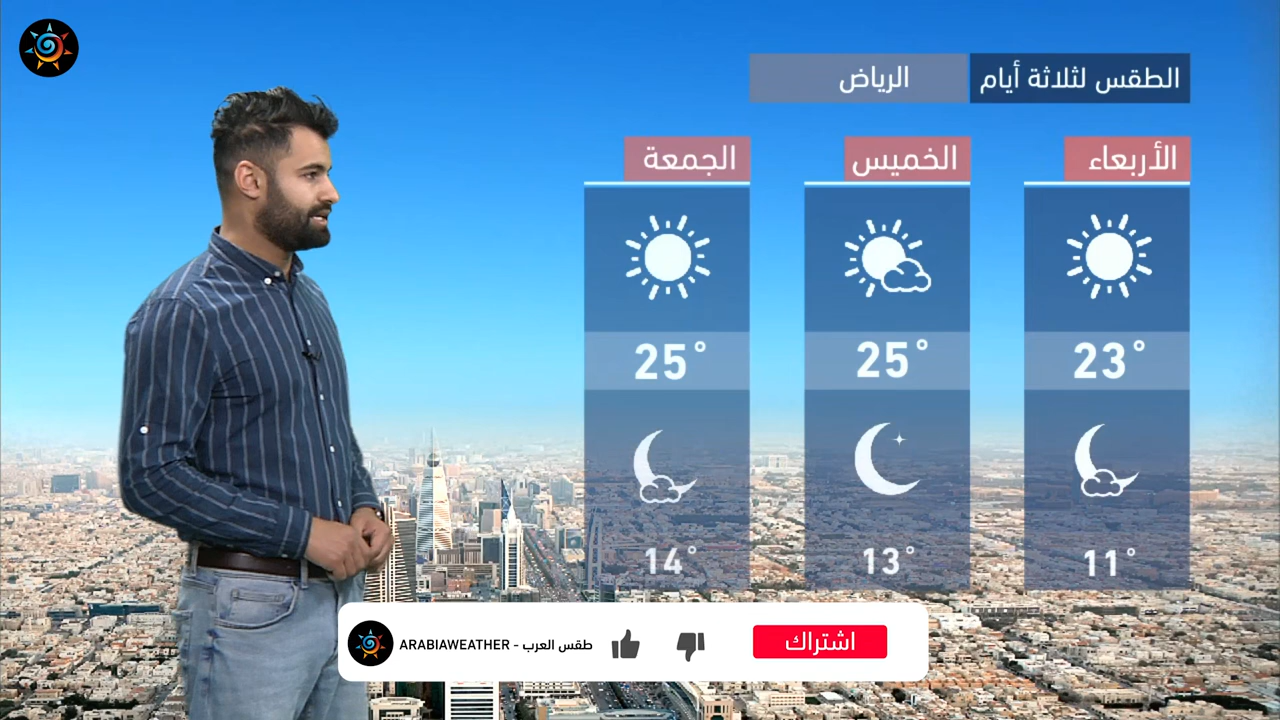 الطقس لثلاثة أيام
الرياض
الأربعاء
الخميس
الجمعة
23°
25°
25°
11°
13°
14°
ARABIAWEATHER - طقس العرب
اشتراك